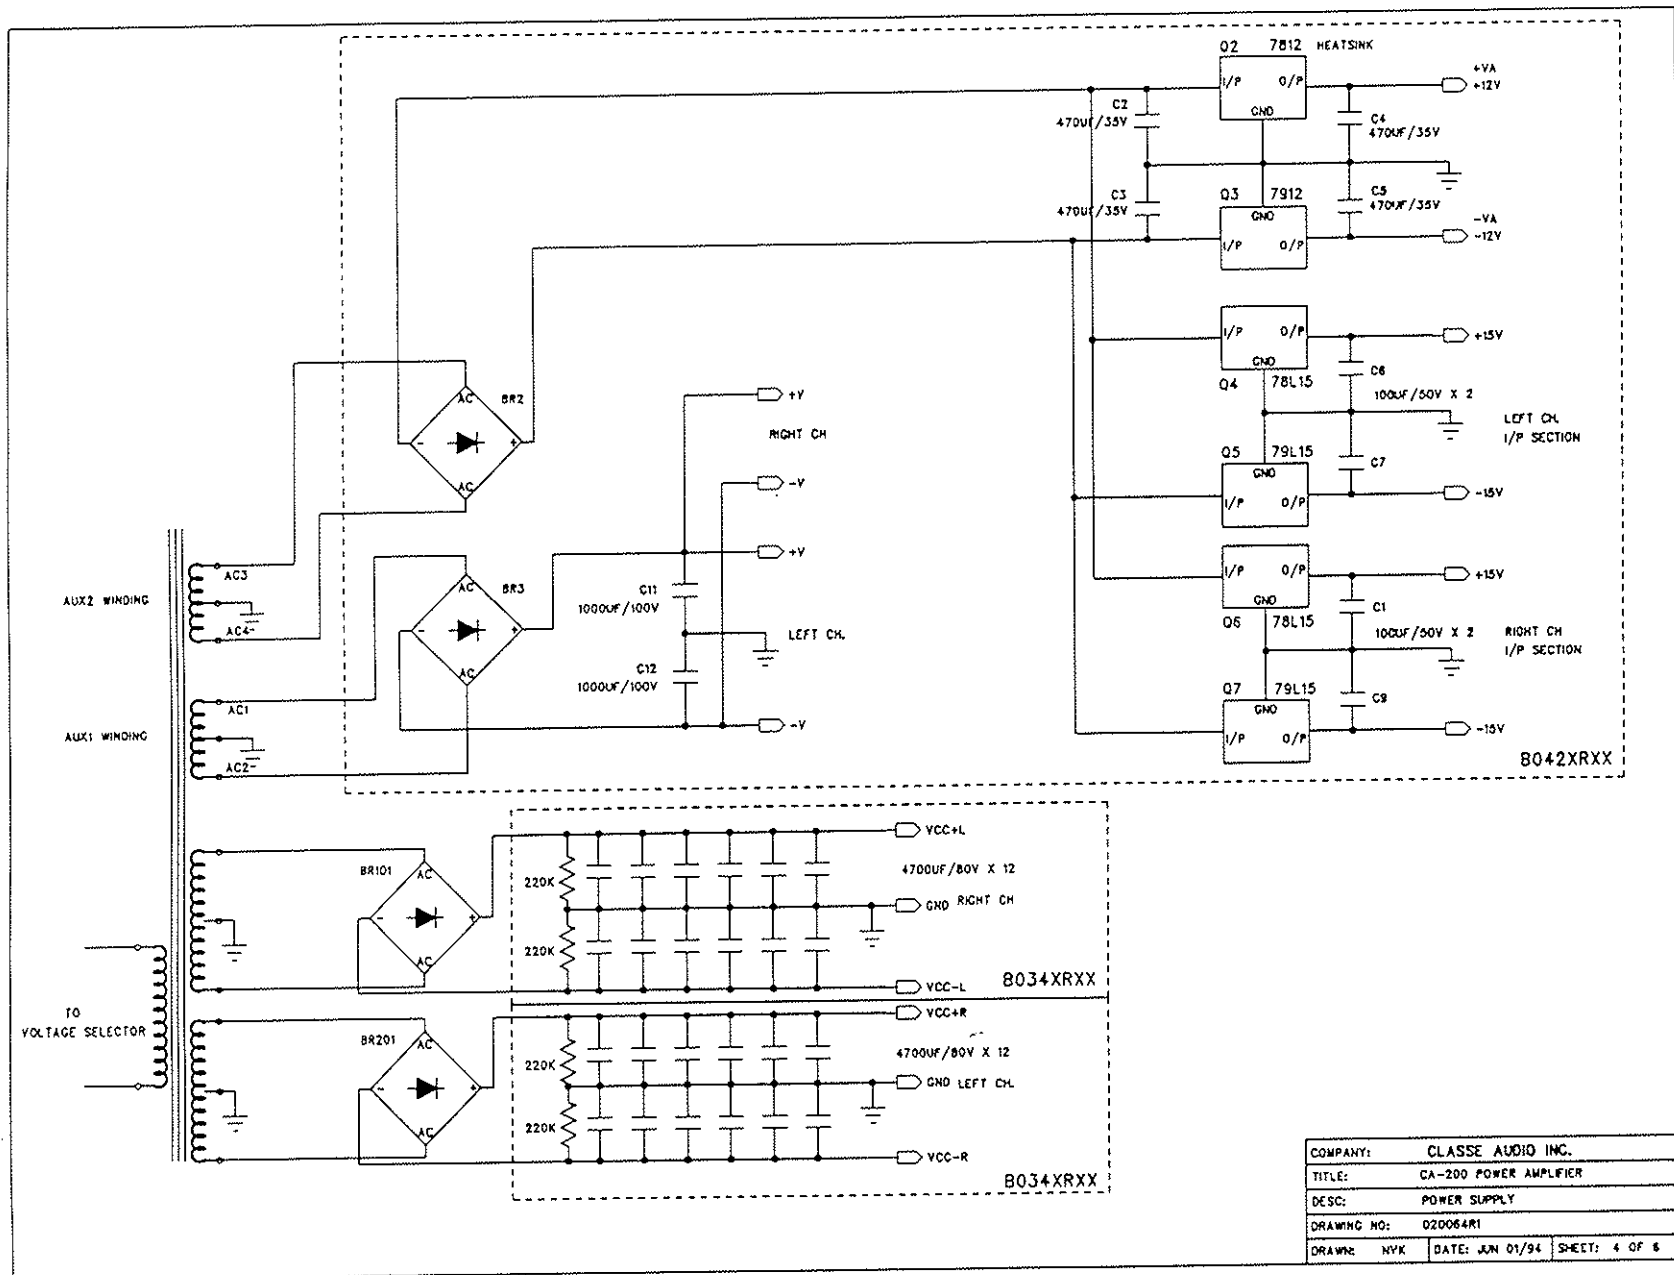 Q2 7812 HEATSINK
I/P O/P
GND
+VA
+12V
C2
470UF/35V
C4
470UF/35V
C3
470UF/35V
Q3 7912
GND
I/P O/P
C5
470UF/35V
-VA
-12V
I/P O/P
GND
Q4 78L15
+15V
C6
100UF/50V X 2
LEFT CH.
I/P SECTION
Q5 79L15
GND
I/P O/P
C7
-15V
I/P O/P
GND
Q6 78L15
+15V
C1
100UF/50V X 2
RIGHT CH
I/P SECTION
Q7 79L15
GND
I/P O/P
C9
-15V
B042XRXX
AC
BR2
- +
AC
+V
RIGHT CH
-V
+V
AC
BR3
- +
AC
C11
1000UF/100V
LEFT CH.
C12
1000UF/100V
-V
AUX2 WINDING
AC3
AC4-
AUX1 WINDING
AC1
AC2-
BR101
AC
- +
AC
220K
220K
VCC+L
4700UF/80V X 12
GND RIGHT CH
VCC-L
B034XRXX
TO
VOLTAGE SELECTOR
BR201
AC
- +
AC
220K
220K
VCC+R
4700UF/80V X 12
GND LEFT CH.
VCC-R
B034XRXX
COMPANY: CLASSE AUDIO INC.
TITLE: CA-200 POWER AMPLIFIER
DESC: POWER SUPPLY
DRAWING NO: 020064R1
DRAWN: NYK DATE: JUN 01/94 SHEET: 4 OF 6